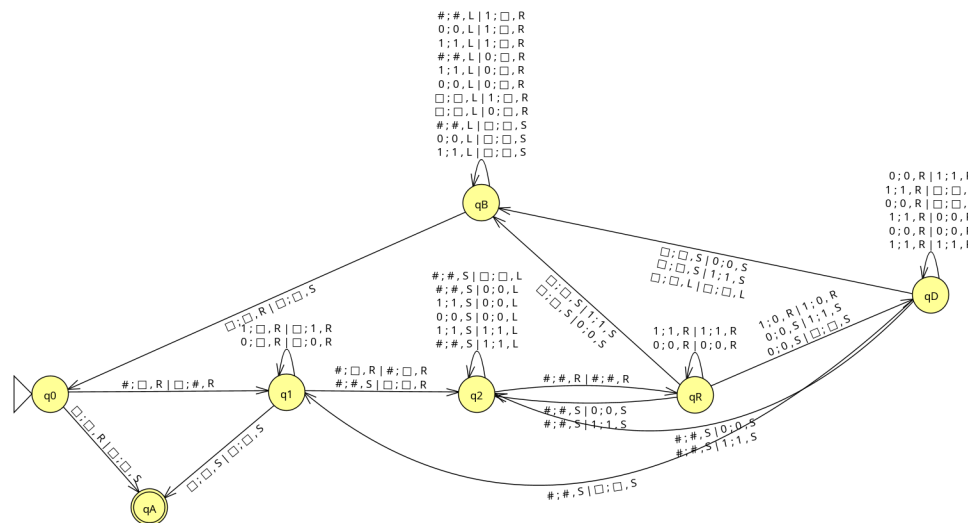 #;#,L|1;□,R
0;0,L|1;□,R
1;1,L|1;□,R
#;#,L|0;□,R
1;1,L|0;□,R
0;0,L|0;□,R
□;□,L|1;□,R
□;□,L|0;□,R
#;#,L|□;□,S
0;0,L|□;□,S
1;1,L|□;□,S
qB
0;0,R|1;1,R
1;1,R|□;□,
0;0,R|□;□,
1;1,R|0;0,R
0;0,R|0;0,R
1;1,R|1;1,R
qD
□;□,S|0;0,S
□;□,S|1;1,S
□;□,L|□;□,L
□;□,S|1;1,S
□;□,S|0;0,S
□;□,R|□;□,S
1;□,R|□;1,R
0;□,R|□;0,R
#;#,S|□;□,L
#;#,S|0;0,L
1;1,S|0;0,L
0;0,S|0;0,L
1;1,S|1;1,L
#;#,S|1;1,L
1;1,R|1;1,R
0;0,R|0;0,R
1;0,R|1;0,R
0;0,S|1;1,S
0;0,S|□;□,S
q0
#;□,R|□;#,R
q1
#;□,R|#;□,R
#;#,S|□;□,R
q2
#;#,R|#;#,R
#;#,S|0;0,S
#;#,S|1;1,S
qR
#;#,S|0;0,S
#;#,S|1;1,S
□;□,R|□;□,S
□;□,S|□;□,S
#;#,S|□;□,S
qA